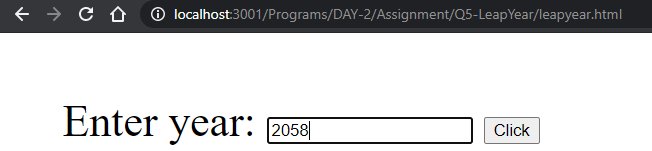 localhost:3001/Programs/DAY-2/Assignment/Q5-LeapYear/leapyear.html
Enter year: 2058 Click